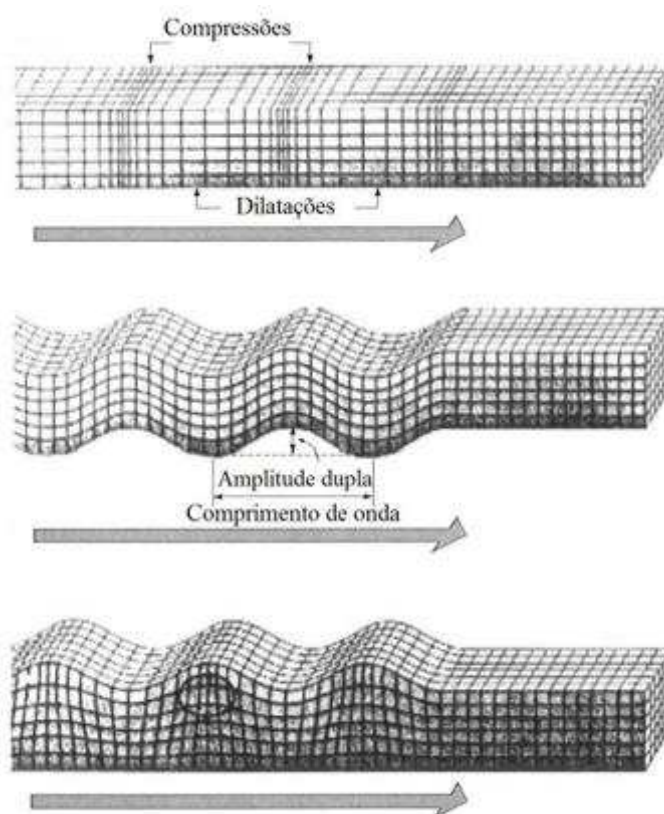 Compressões
Dilatações
Amplitude dupla
Comprimento de onda